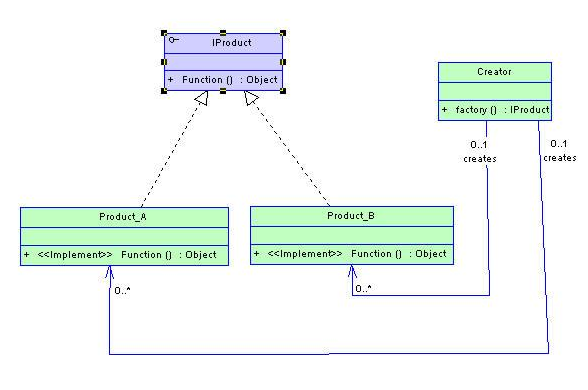 IProduct
+ Function () : Object
Creator
+ factory () : IProduct
0..1
creates
0..1
creates
Product_A
+ <<Implement>> Function () : Object
Product_B
+ <<Implement>> Function () : Object
0..*
0..*